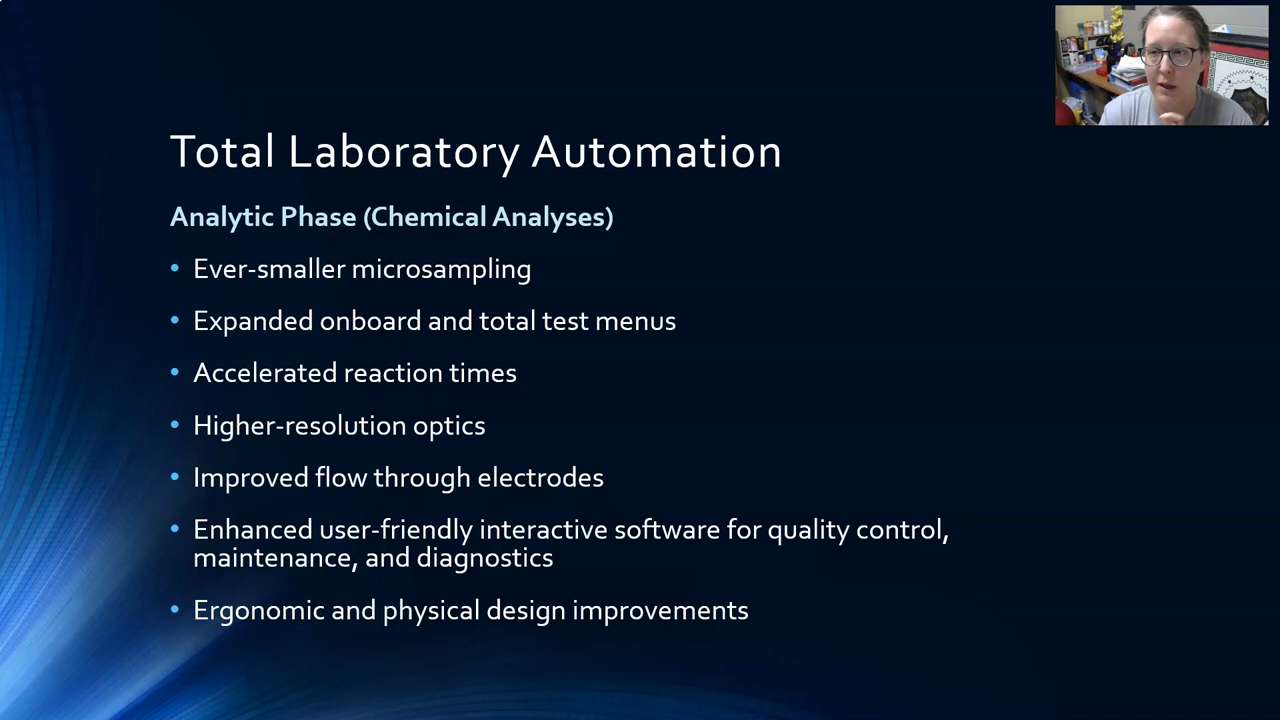 Total Laboratory Automation
Analytic Phase (Chemical Analyses)
• Ever-smaller microsampling
• Expanded onboard and total test menus
• Accelerated reaction times
• Higher-resolution optics
• Improved flow through electrodes
• Enhanced user-friendly interactive software for quality control,
maintenance, and diagnostics
• Ergonomic and physical design improvements